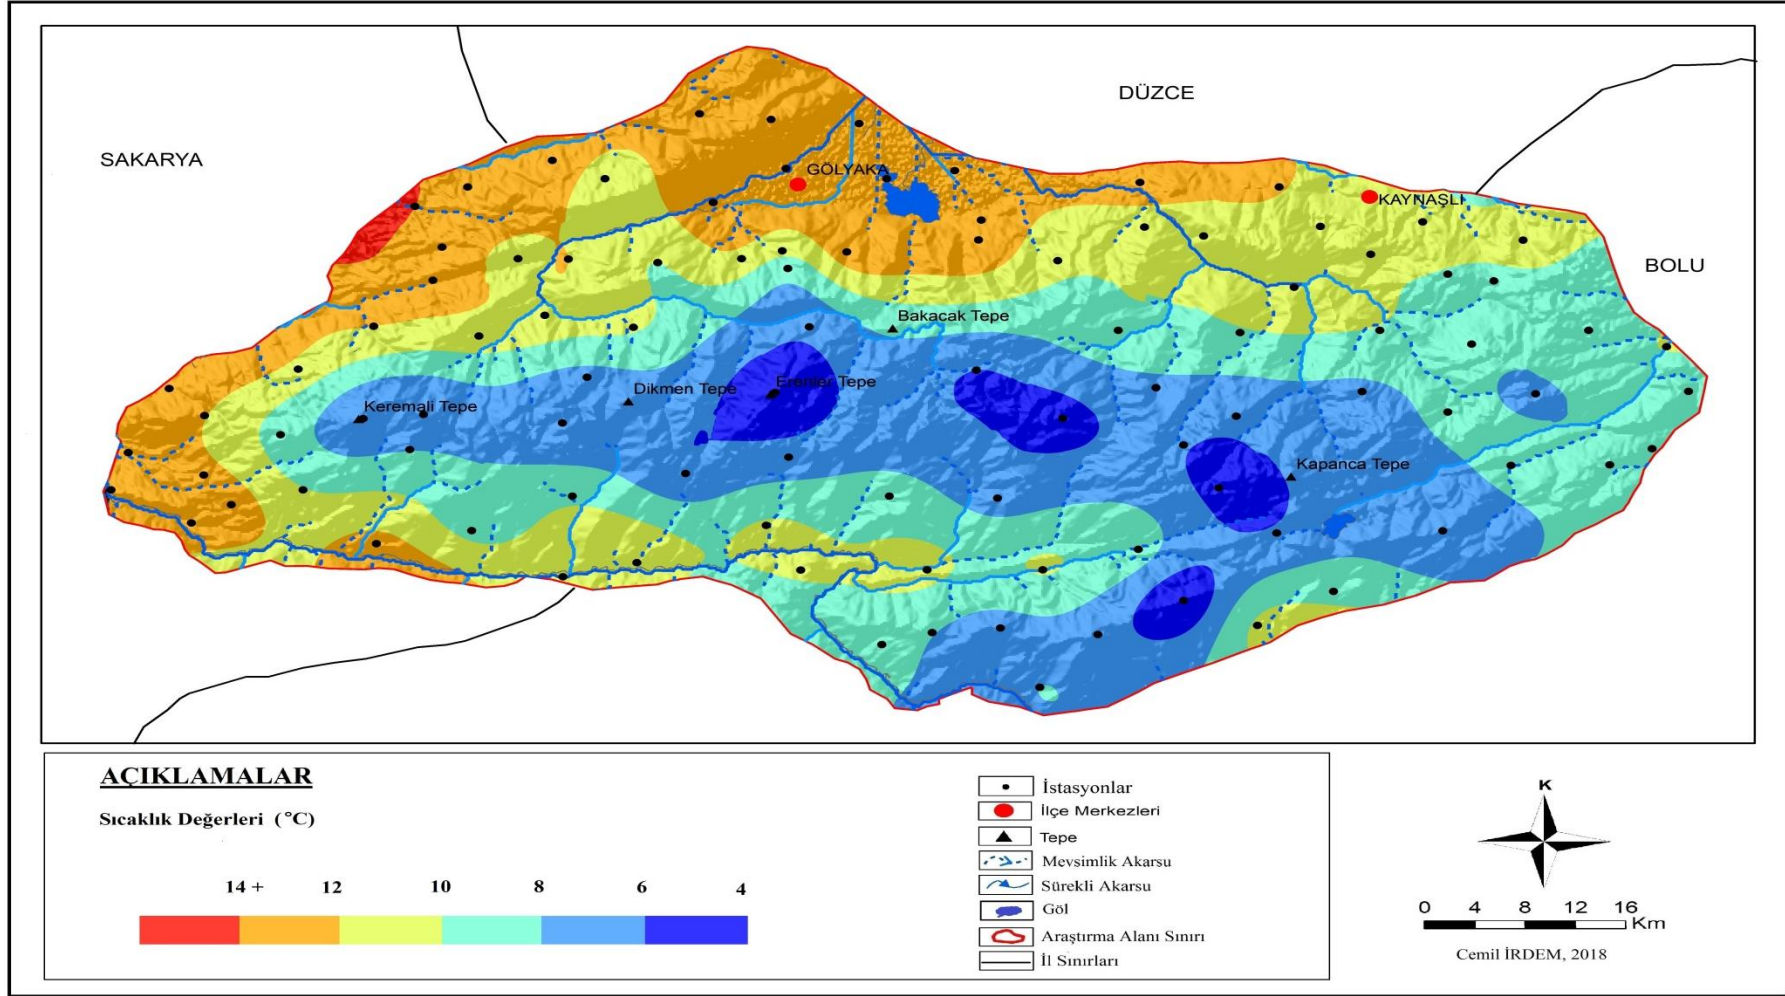 DÜZCE
SAKARYA
GÖLYAKA
KAYNAŞLI
BOLU
Bakacak Tepe
Erenler Tepe
Dikmen Tepe
Keremali Tepe
Kapanca Tepe
AÇIKLAMALAR
Sıcaklık Değerleri (°C)
14 + 12 10 8 6 4
İstasyonlar
İlçe Merkezleri
Tepe
Mevsimlik Akarsu
Sürekli Akarsu
Göl
Araştırma Alanı Sınırı
İl Sınırları
K
0 4 8 12 16
Km
Cemil İRDEM, 2018